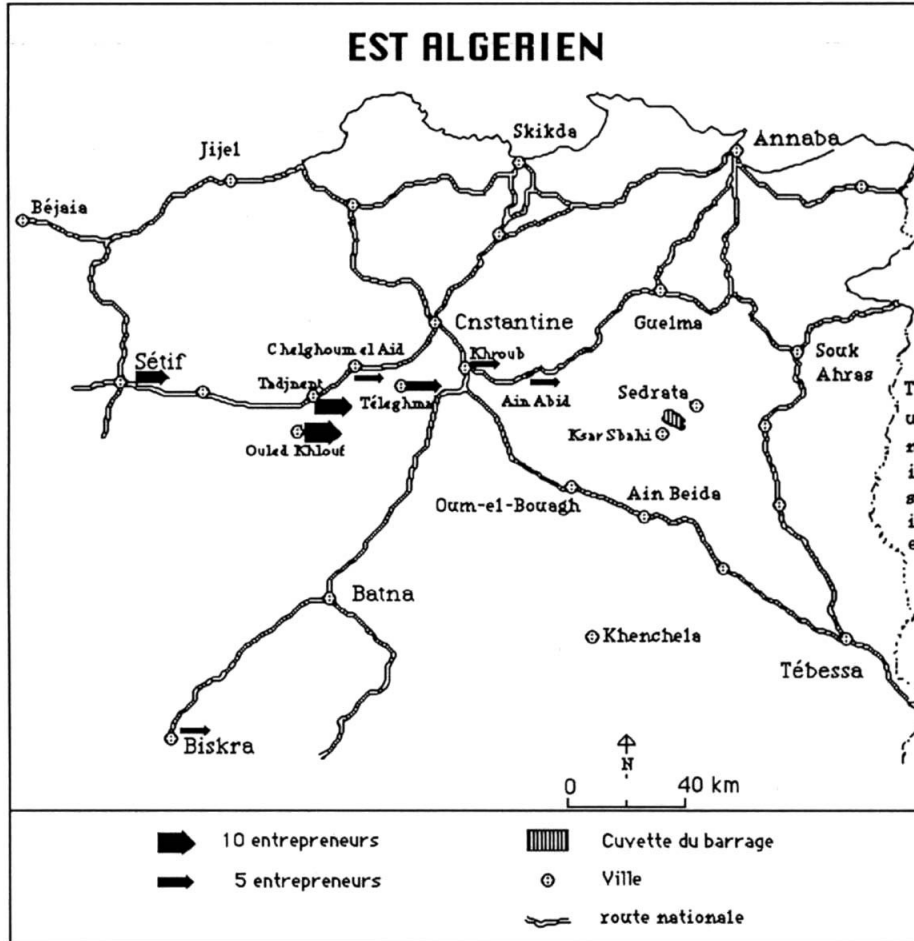 EST ALGERIEN
Skikda
Annaba
Jijel
Béjaia
Cnstantine
Guelma
Chelghoum el Aid
Khroub
Souk
Ahras
Sétif
Tadjnent
Téleghma
Ain Abid
Sedrata
Ksar Sbahi
Ouled Khlouf
Oum-el-Bouagh
Ain Beida
Batna
Khenchela
Tébessa
Biskra
T
u
n
i
s
i
e
N
0 40 km
10 entrepreneurs
5 entrepreneurs
Cuvette du barrage
Ville
route nationale